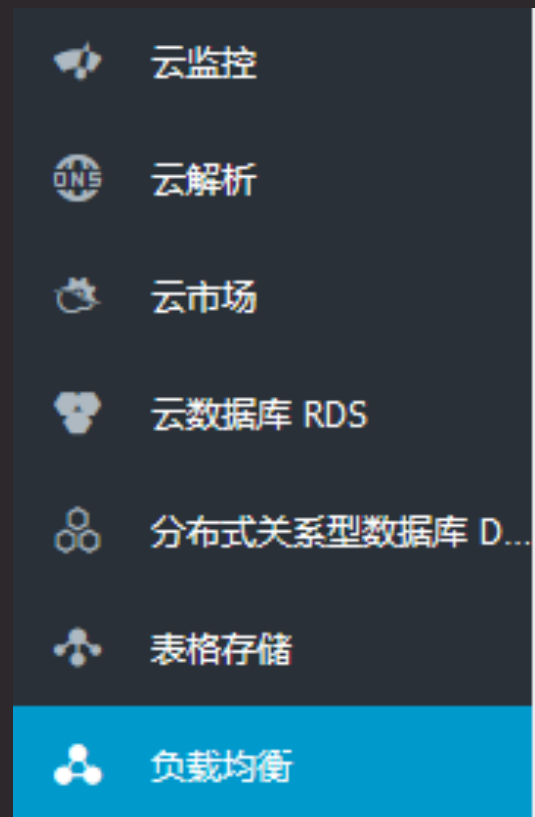 云监控
DNS 云解析
云市场
云数据库 RDS
分布式关系型数据库 D...
表格存储
负载均衡